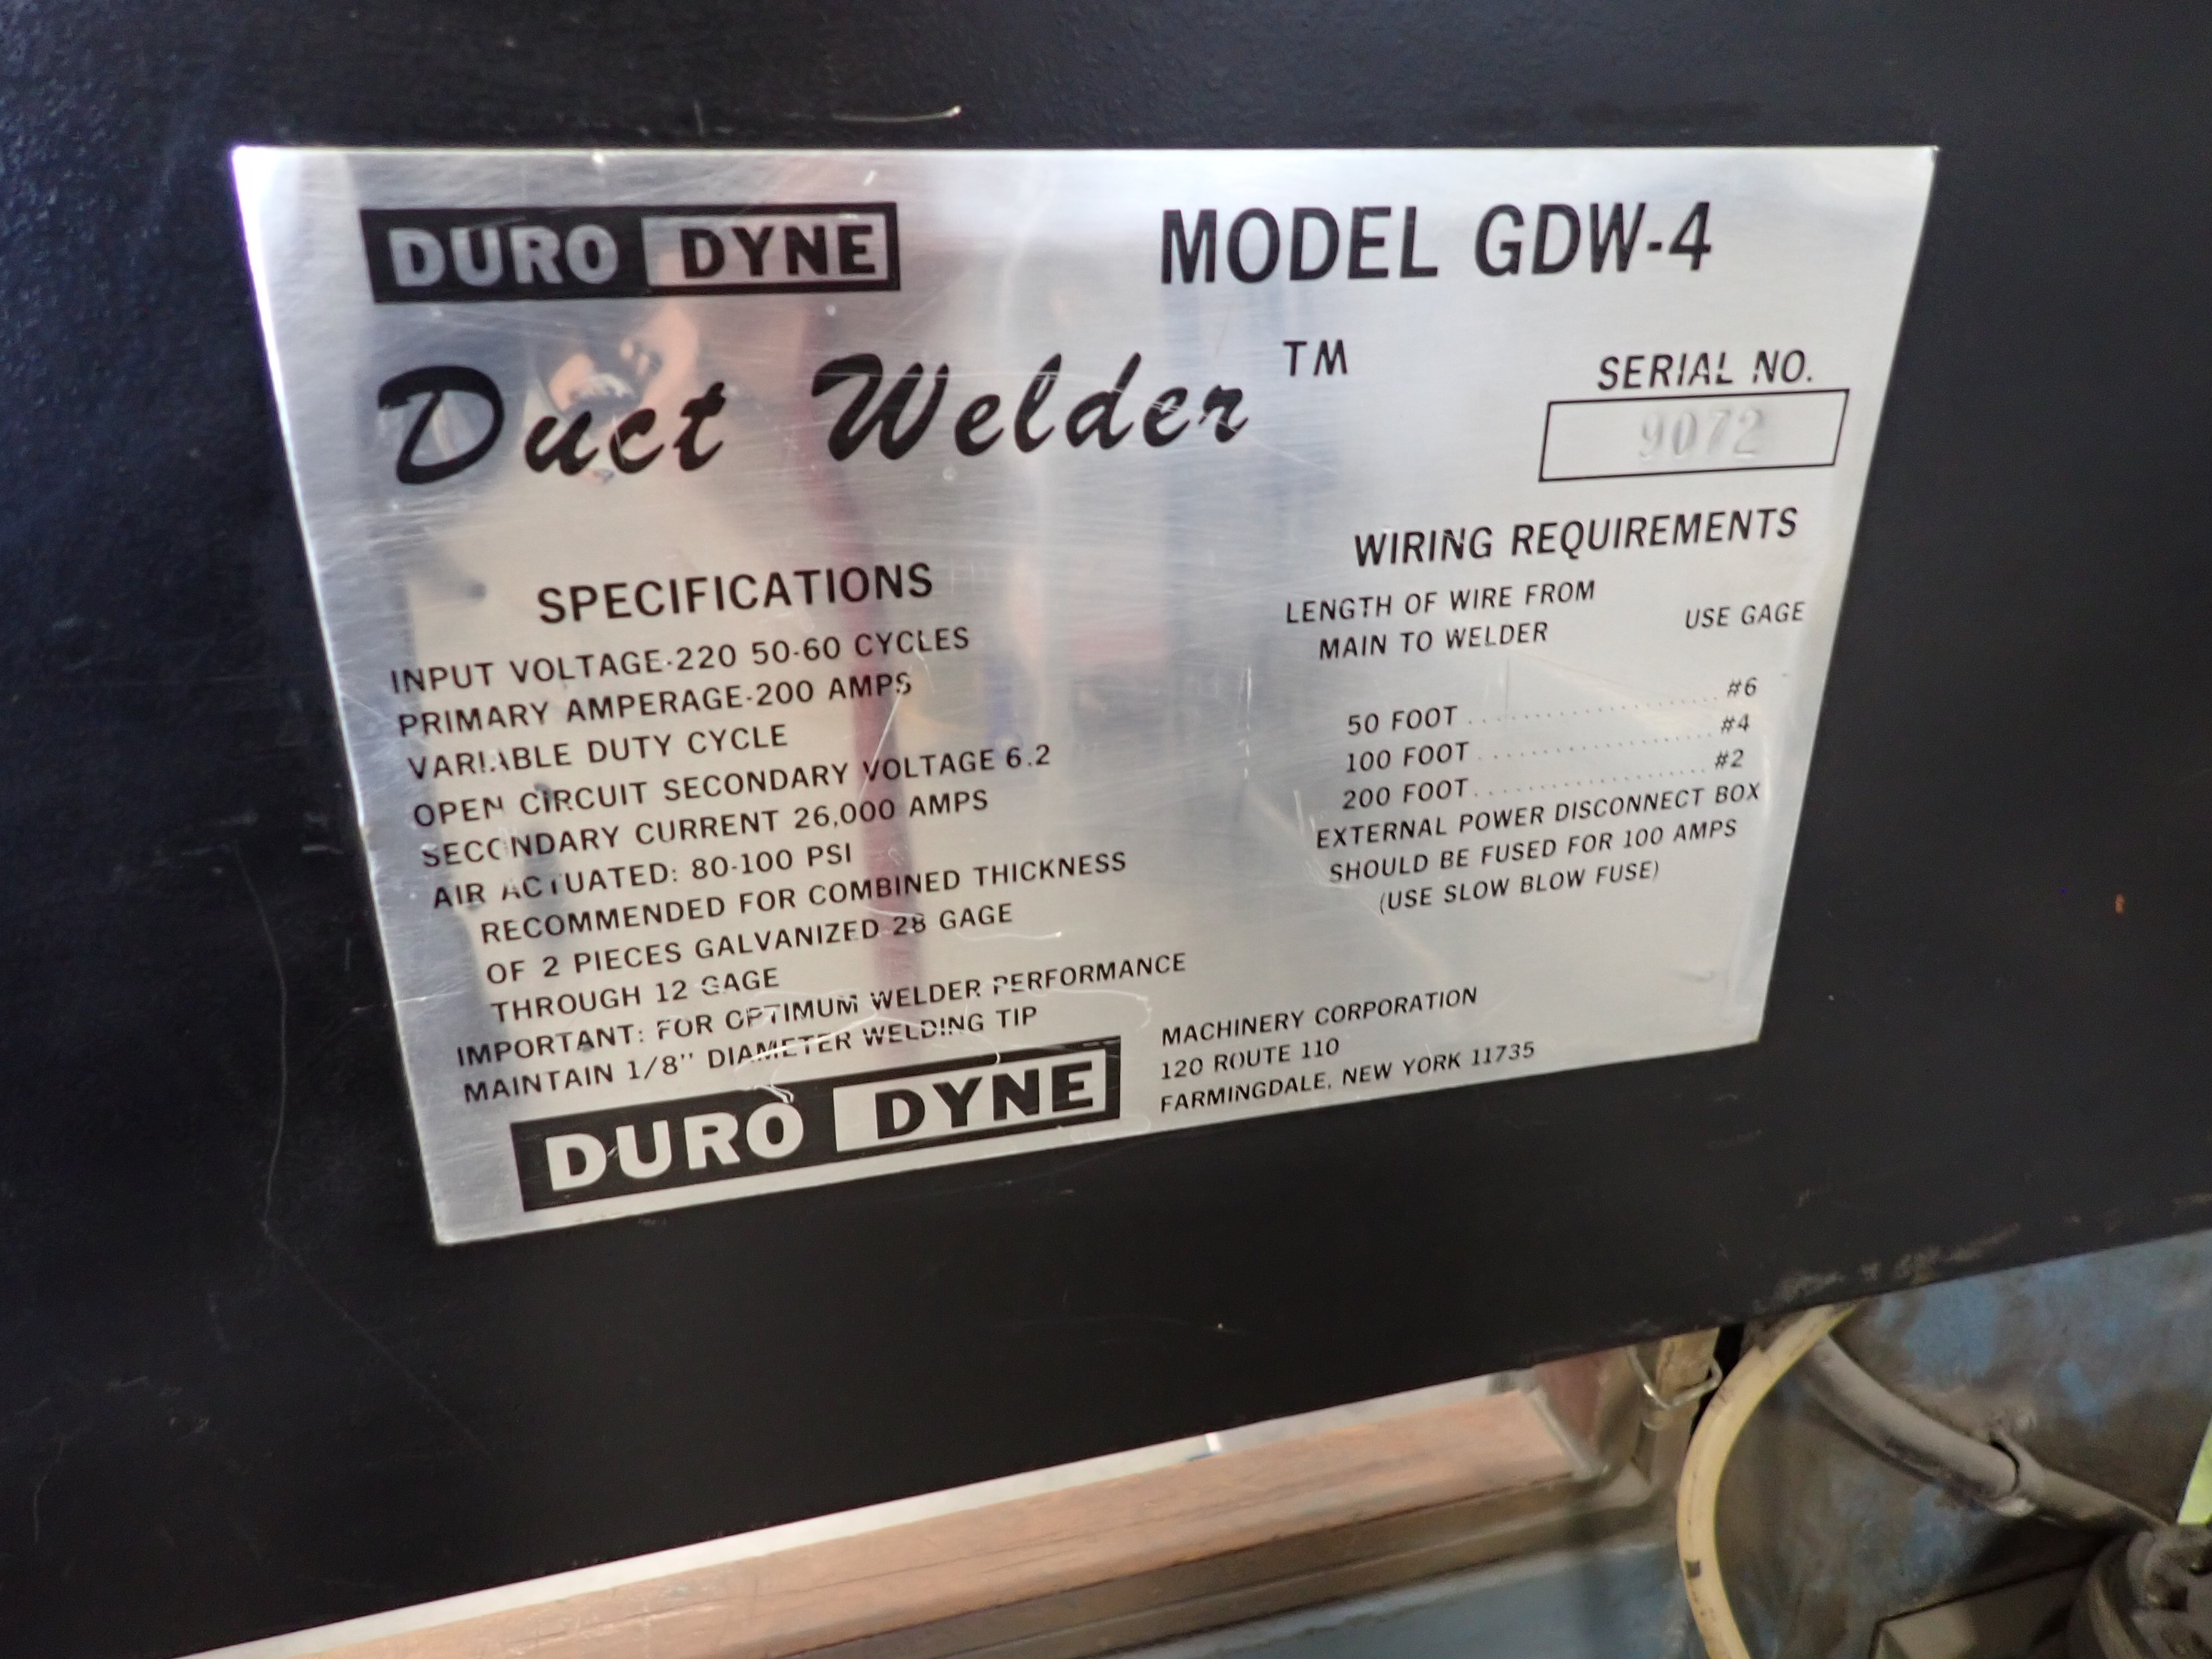 DURO DYNE
MODEL GDW-4
Duct Welder TM
SERIAL NO.
9072
SPECIFICATIONS
INPUT VOLTAGE-220 50-60 CYCLES
PRIMARY AMPERAGE-200 AMPS
VARIABLE DUTY CYCLE
OPEN CIRCUIT SECONDARY VOLTAGE 6.2
SECONDARY CURRENT 26,000 AMPS
AIR ACTUATED: 80-100 PSI
RECOMMENDED FOR COMBINED THICKNESS
OF 2 PIECES GALVANIZED 28 GAGE
THROUGH 12 GAGE
IMPORTANT: FOR OPTIMUM WELDER PERFORMANCE
MAINTAIN 1/8" DIAMETER WELDING TIP
WIRING REQUIREMENTS
LENGTH OF WIRE FROM
MAIN TO WELDER
USE GAGE
50 FOOT #6
100 FOOT #4
200 FOOT #2
EXTERNAL POWER DISCONNECT BOX
SHOULD BE FUSED FOR 100 AMPS
(USE SLOW BLOW FUSE)
DURO DYNE
MACHINERY CORPORATION
120 ROUTE 110
FARMINGDALE, NEW YORK 11735